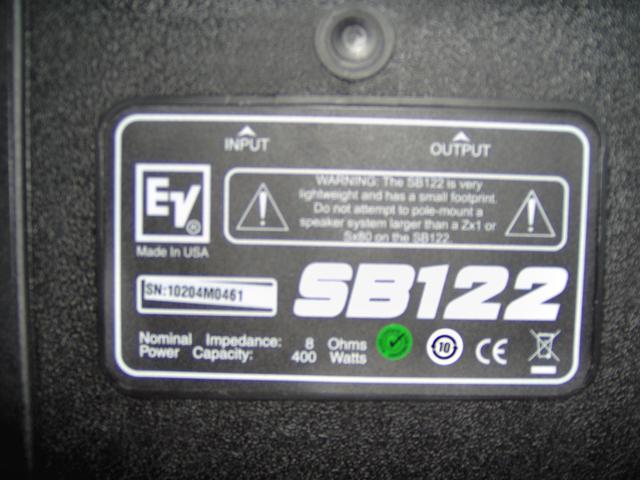 INPUT
OUTPUT
EV®
WARNING: The SB122 is very
lightweight and has a small footprint.
Do not attempt to pole-mount a
speaker system larger than a Zx1 or
Sx80 on the SB122.
Made In USA
SN:10204M0461
SB122
Nominal Impedance: 8 Ohms
Power Capacity: 400 Watts
10
CE